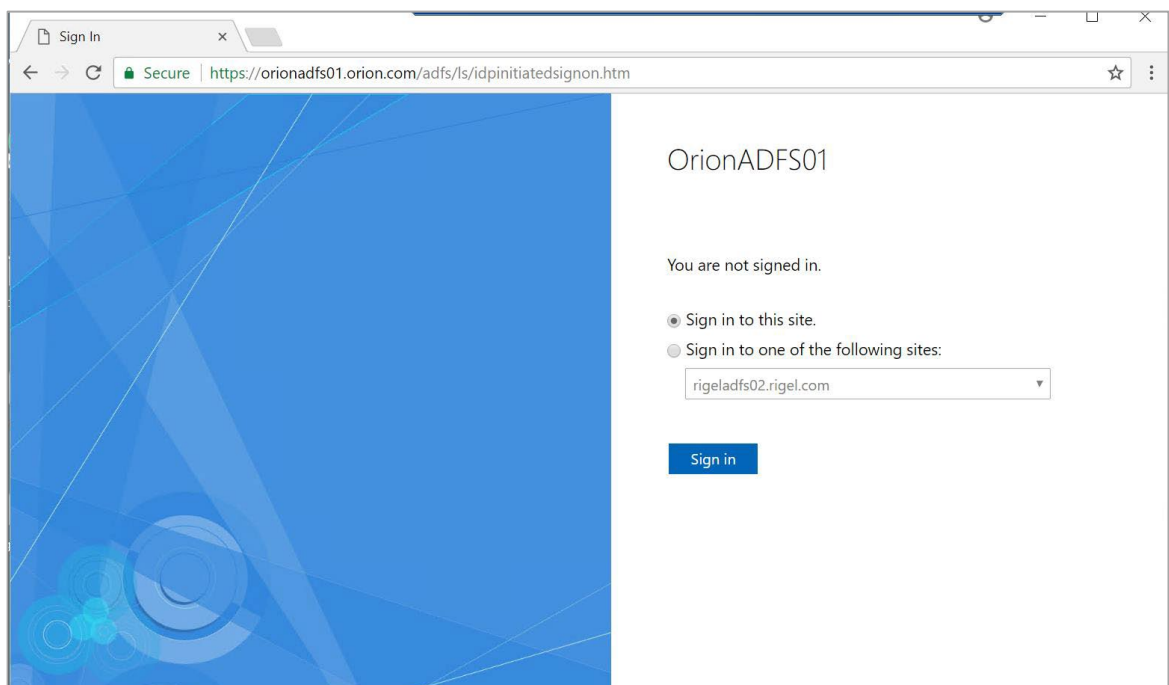 Sign In
Secure https://orionadfs01.orion.com/adfs/ls/idpinitiatedsignon.htm
OrionADFS01
You are not signed in.
Sign in to this site.
Sign in to one of the following sites:
rigeladfs02.rigel.com
Sign in